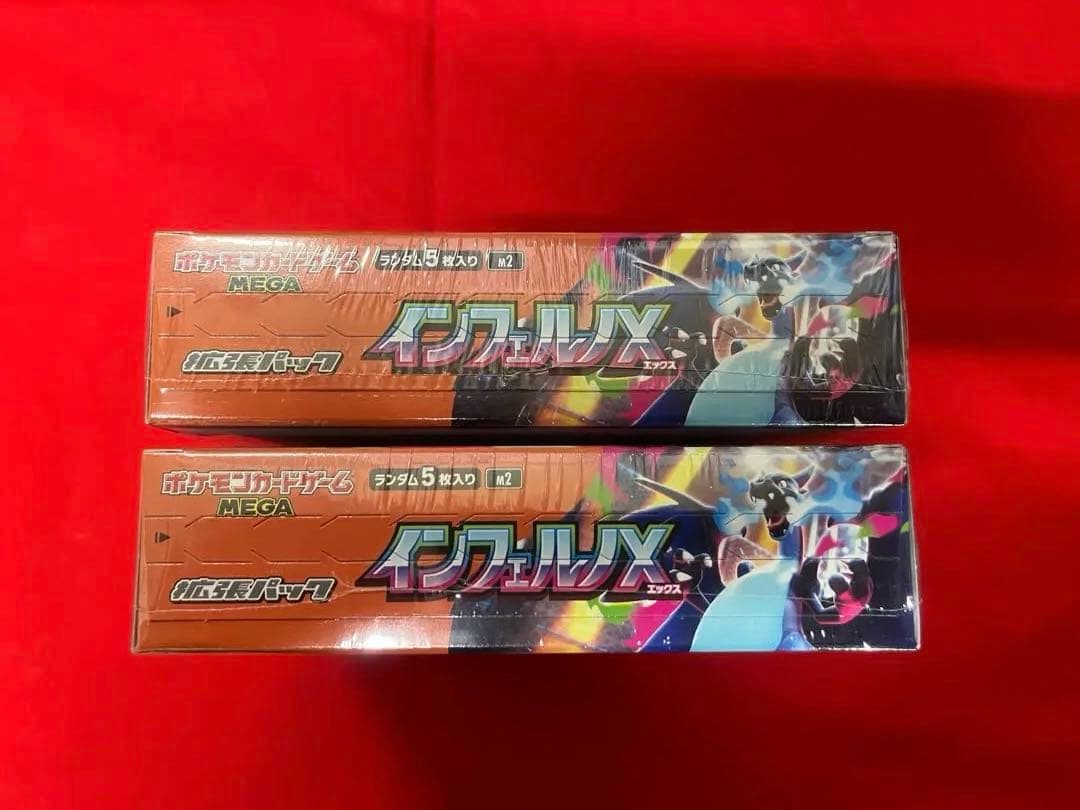 ポケモンカードゲーム
MEGA
ランダム5枚入り
M2
インフェルノX
エックス
拡張パック
ポケモンカードゲーム
MEGA
ランダム5枚入り
M2
インフェルノX
エックス
拡張パック